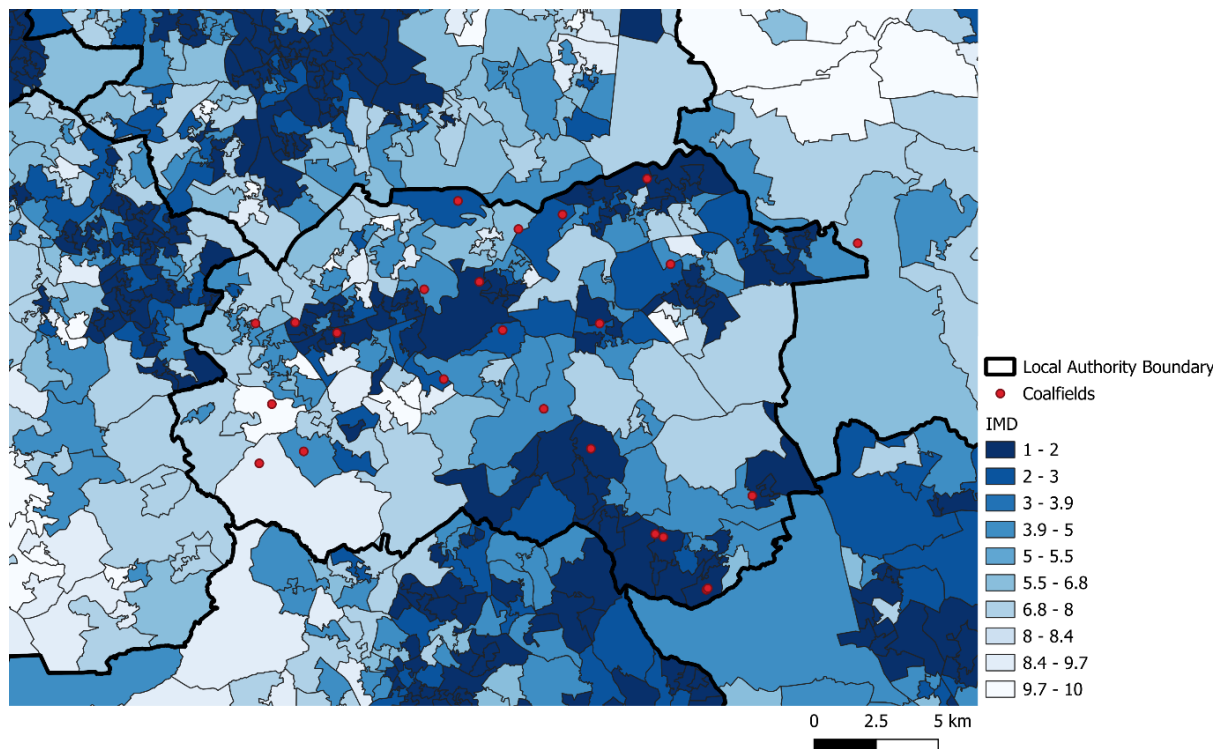 Local Authority Boundary
Coalfields
IMD
1 - 2
2 - 3
3 - 3.9
3.9 - 5
5 - 5.5
5.5 - 6.8
6.8 - 8
8 - 8.4
8.4 - 9.7
9.7 - 10
0 2.5 5 km